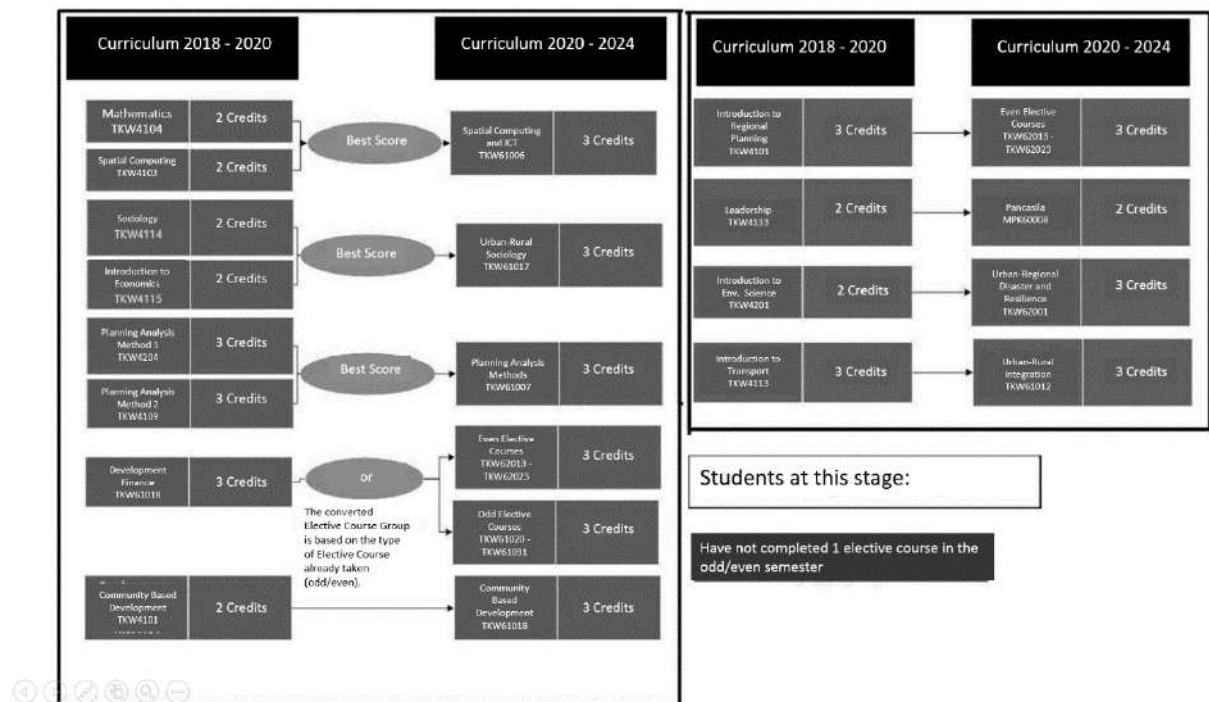 Curriculum 2018 - 2020
Curriculum 2020 - 2024
Mathematics
TKW4104
2 Credits
Spatial Computing
TKW4103
2 Credits
Best Score
Spatial Computing
and ICT
TKW61006
3 Credits
Sociology
TKW4114
2 Credits
Introduction to
Economics
TKW4115
2 Credits
Best Score
Urban-Rural
Sociology
TKW61017
3 Credits
Planning Analysis
Method 1
TKW4204
3 Credits
Planning Analysis
Method 2
TKW4109
3 Credits
Best Score
Planning Analysis
Methods
TKW61007
3 Credits
Development
Finance
TKW61018
3 Credits
or
The converted
Elective Course Group
is based on the type
of Elective Course
already taken
(odd/even).
Even Elective
Courses
TKW62013 -
TKW62023
3 Credits
Odd Elective
Courses
TKW61020 -
TKW61031
3 Credits
Community Based
Development
TKW4101
2 Credits
Community
Based
Development
TKW61018
3 Credits
Curriculum 2018 - 2020
Curriculum 2020 - 2024
Introduction to
Regional
Planning
TKW4101
3 Credits
Even Elective
Courses
TKW62013 -
TKW62023
3 Credits
Leadership
TKW4133
2 Credits
Pancasila
MPK60008
2 Credits
Introduction to
Env. Science
TKW4201
2 Credits
Urban-Regional
Disaster and
Resilience
TKW62001
3 Credits
Introduction to
Transport
TKW4113
3 Credits
Urban-Rural
Integration
TKW61012
3 Credits
Students at this stage:
Have not completed 1 elective course in the
odd/even semester